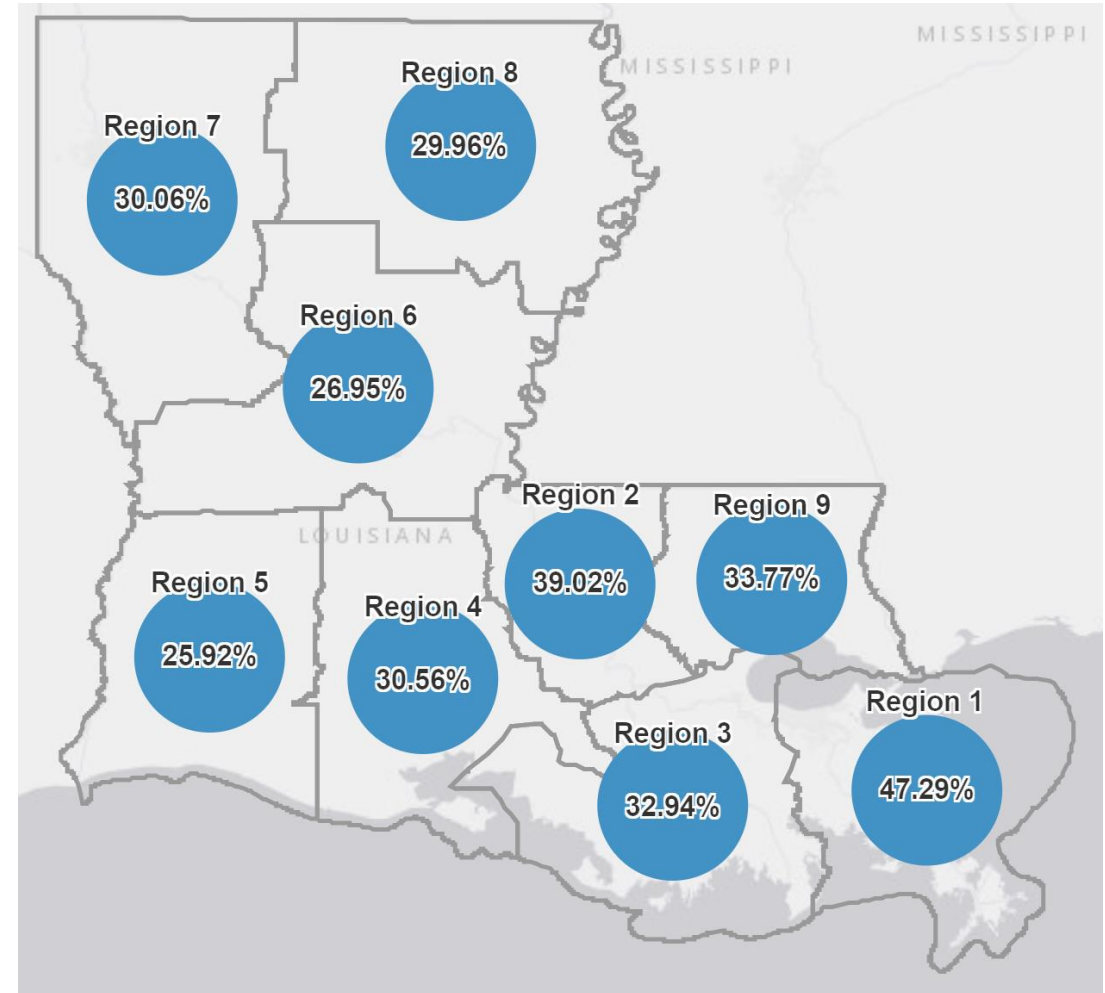 MISSISSIPPI
MISSISSIPPI
Region 8
29.96%
Region 7
30.06%
Region 6
26.95%
LOUISIANA
Region 2
39.02%
Region 9
33.77%
Region 5
25.92%
Region 4
30.56%
Region 1
47.29%
Region 3
32.94%